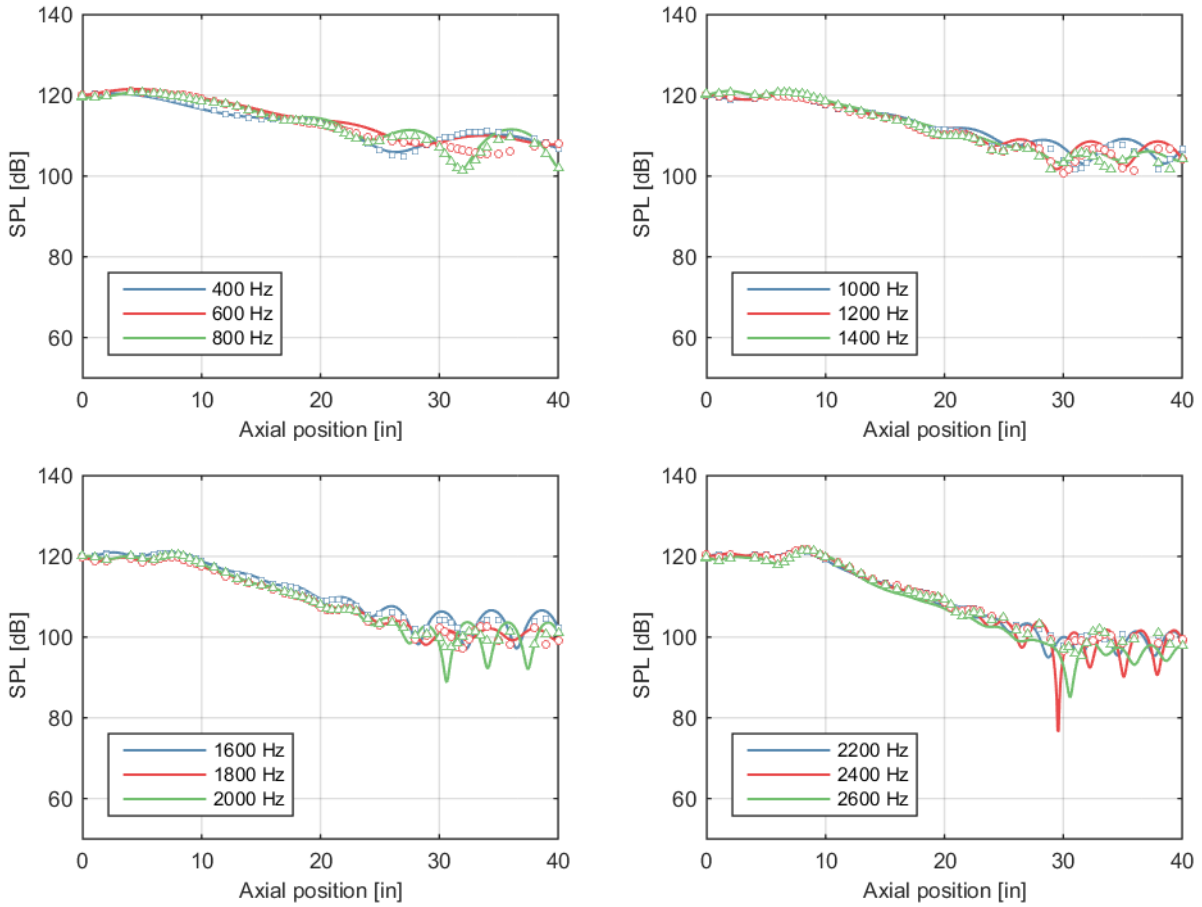 140
120
100
80
60
SPL [dB]
400 Hz
600 Hz
800 Hz
0 10 20 30 40
Axial position [in]
140
120
100
80
60
SPL [dB]
1000 Hz
1200 Hz
1400 Hz
0 10 20 30 40
Axial position [in]
140
120
100
80
60
SPL [dB]
1600 Hz
1800 Hz
2000 Hz
0 10 20 30 40
Axial position [in]
140
120
100
80
60
SPL [dB]
2200 Hz
2400 Hz
2600 Hz
0 10 20 30 40
Axial position [in]